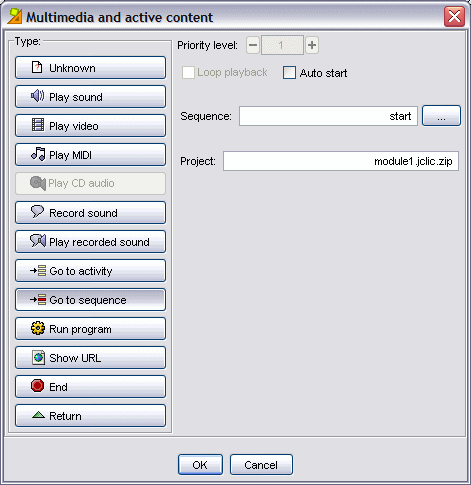 Multimedia and active content
Type:
Unknown
Play sound
Play video
Play MIDI
Play CD audio
Record sound
Play recorded sound
Go to activity
Go to sequence
Run program
Show URL
End
Return
Priority level: 1
Loop playback Auto start
Sequence: start ...
Project: module1.jclic.zip
OK Cancel